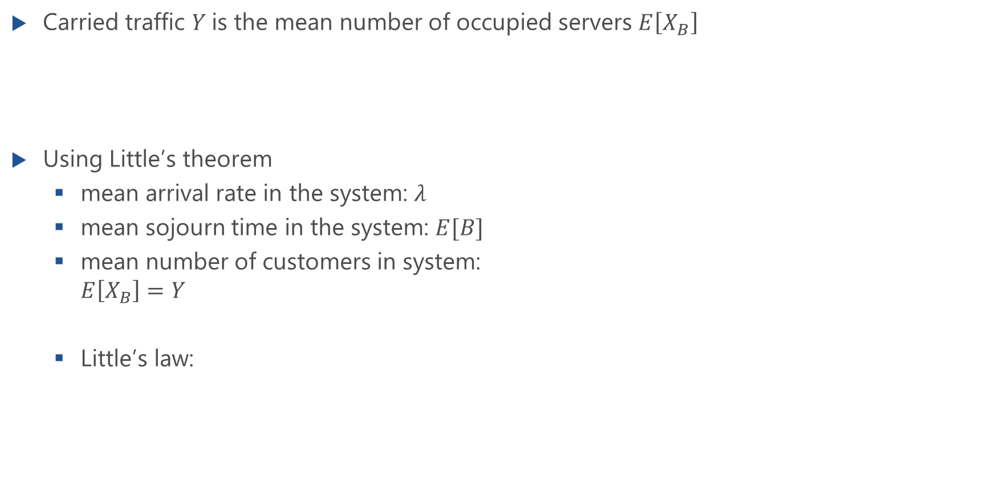 Carried traffic Y is the mean number of occupied servers E[X_B]
Using Little's theorem
mean arrival rate in the system: λ
mean sojourn time in the system: E[B]
mean number of customers in system:
E[X_B] = Y
Little's law: